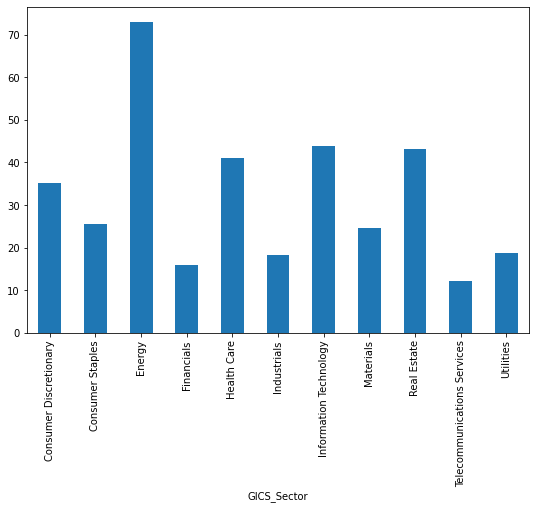 70
60
50
40
30
20
10
0
Consumer Discretionary
Consumer Staples
Energy
Financials
Health Care
Industrials
Information Technology
Materials
Real Estate
Telecommunications Services
Utilities
GICS_Sector